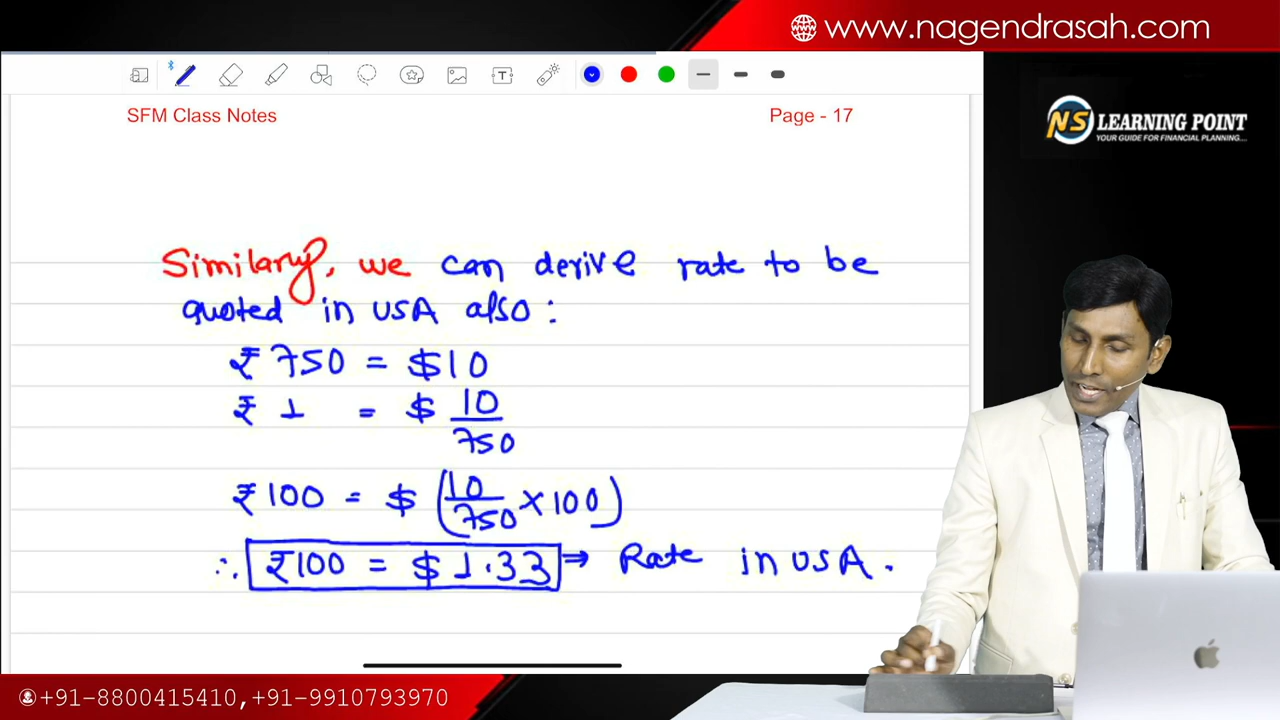 www.nagendrasah.com
NS LEARNING POINT
YOUR GUIDE FOR FINANCIAL PLANNING....
SFM Class Notes
Page - 17
Similary, we can derive rate to be
quoted in USA also :
₹ 750 = $10
₹ 1 = $ 10/750
₹100 = $ (10/750 × 100)
∴ ₹100 = $ 1.33 ⇒ Rate in USA.
+91-8800415410,+91-9910793970